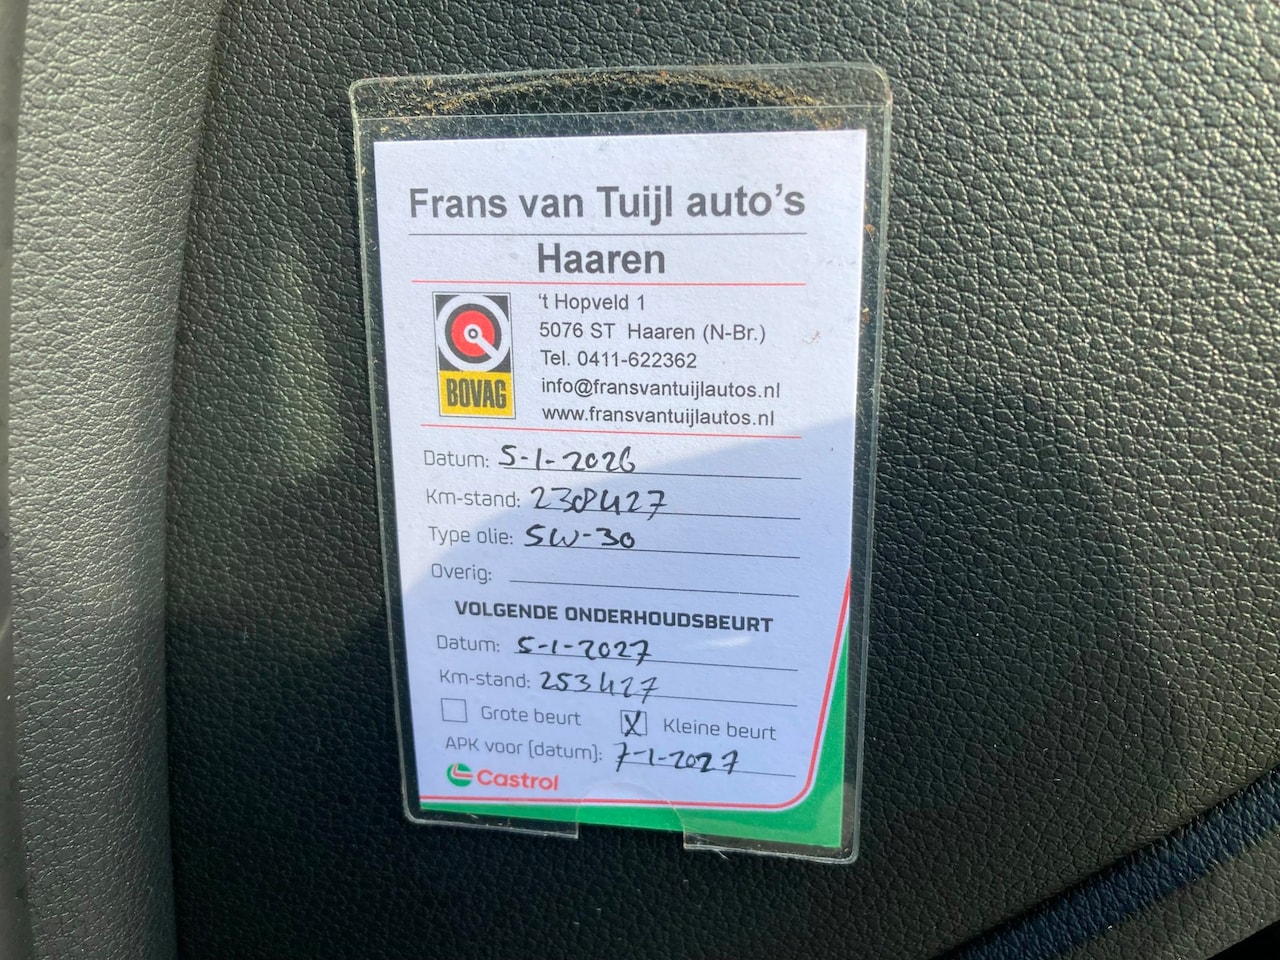 Frans van Tuijl auto's
Haaren
't Hopveld 1
5076 ST Haaren (N-Br.)
Tel. 0411-622362
info@fransvantuijlautos.nl
www.fransvantuijlautos.nl
BOVAG
Datum: 5-1-2026
Km-stand: 238427
Type olie: 5W-30
Overig:
VOLGENDE ONDERHOUDSBEURT
Datum: 5-1-2027
Km-stand: 253427
Grote beurt X Kleine beurt
APK voor (datum): 7-1-2027
Castrol